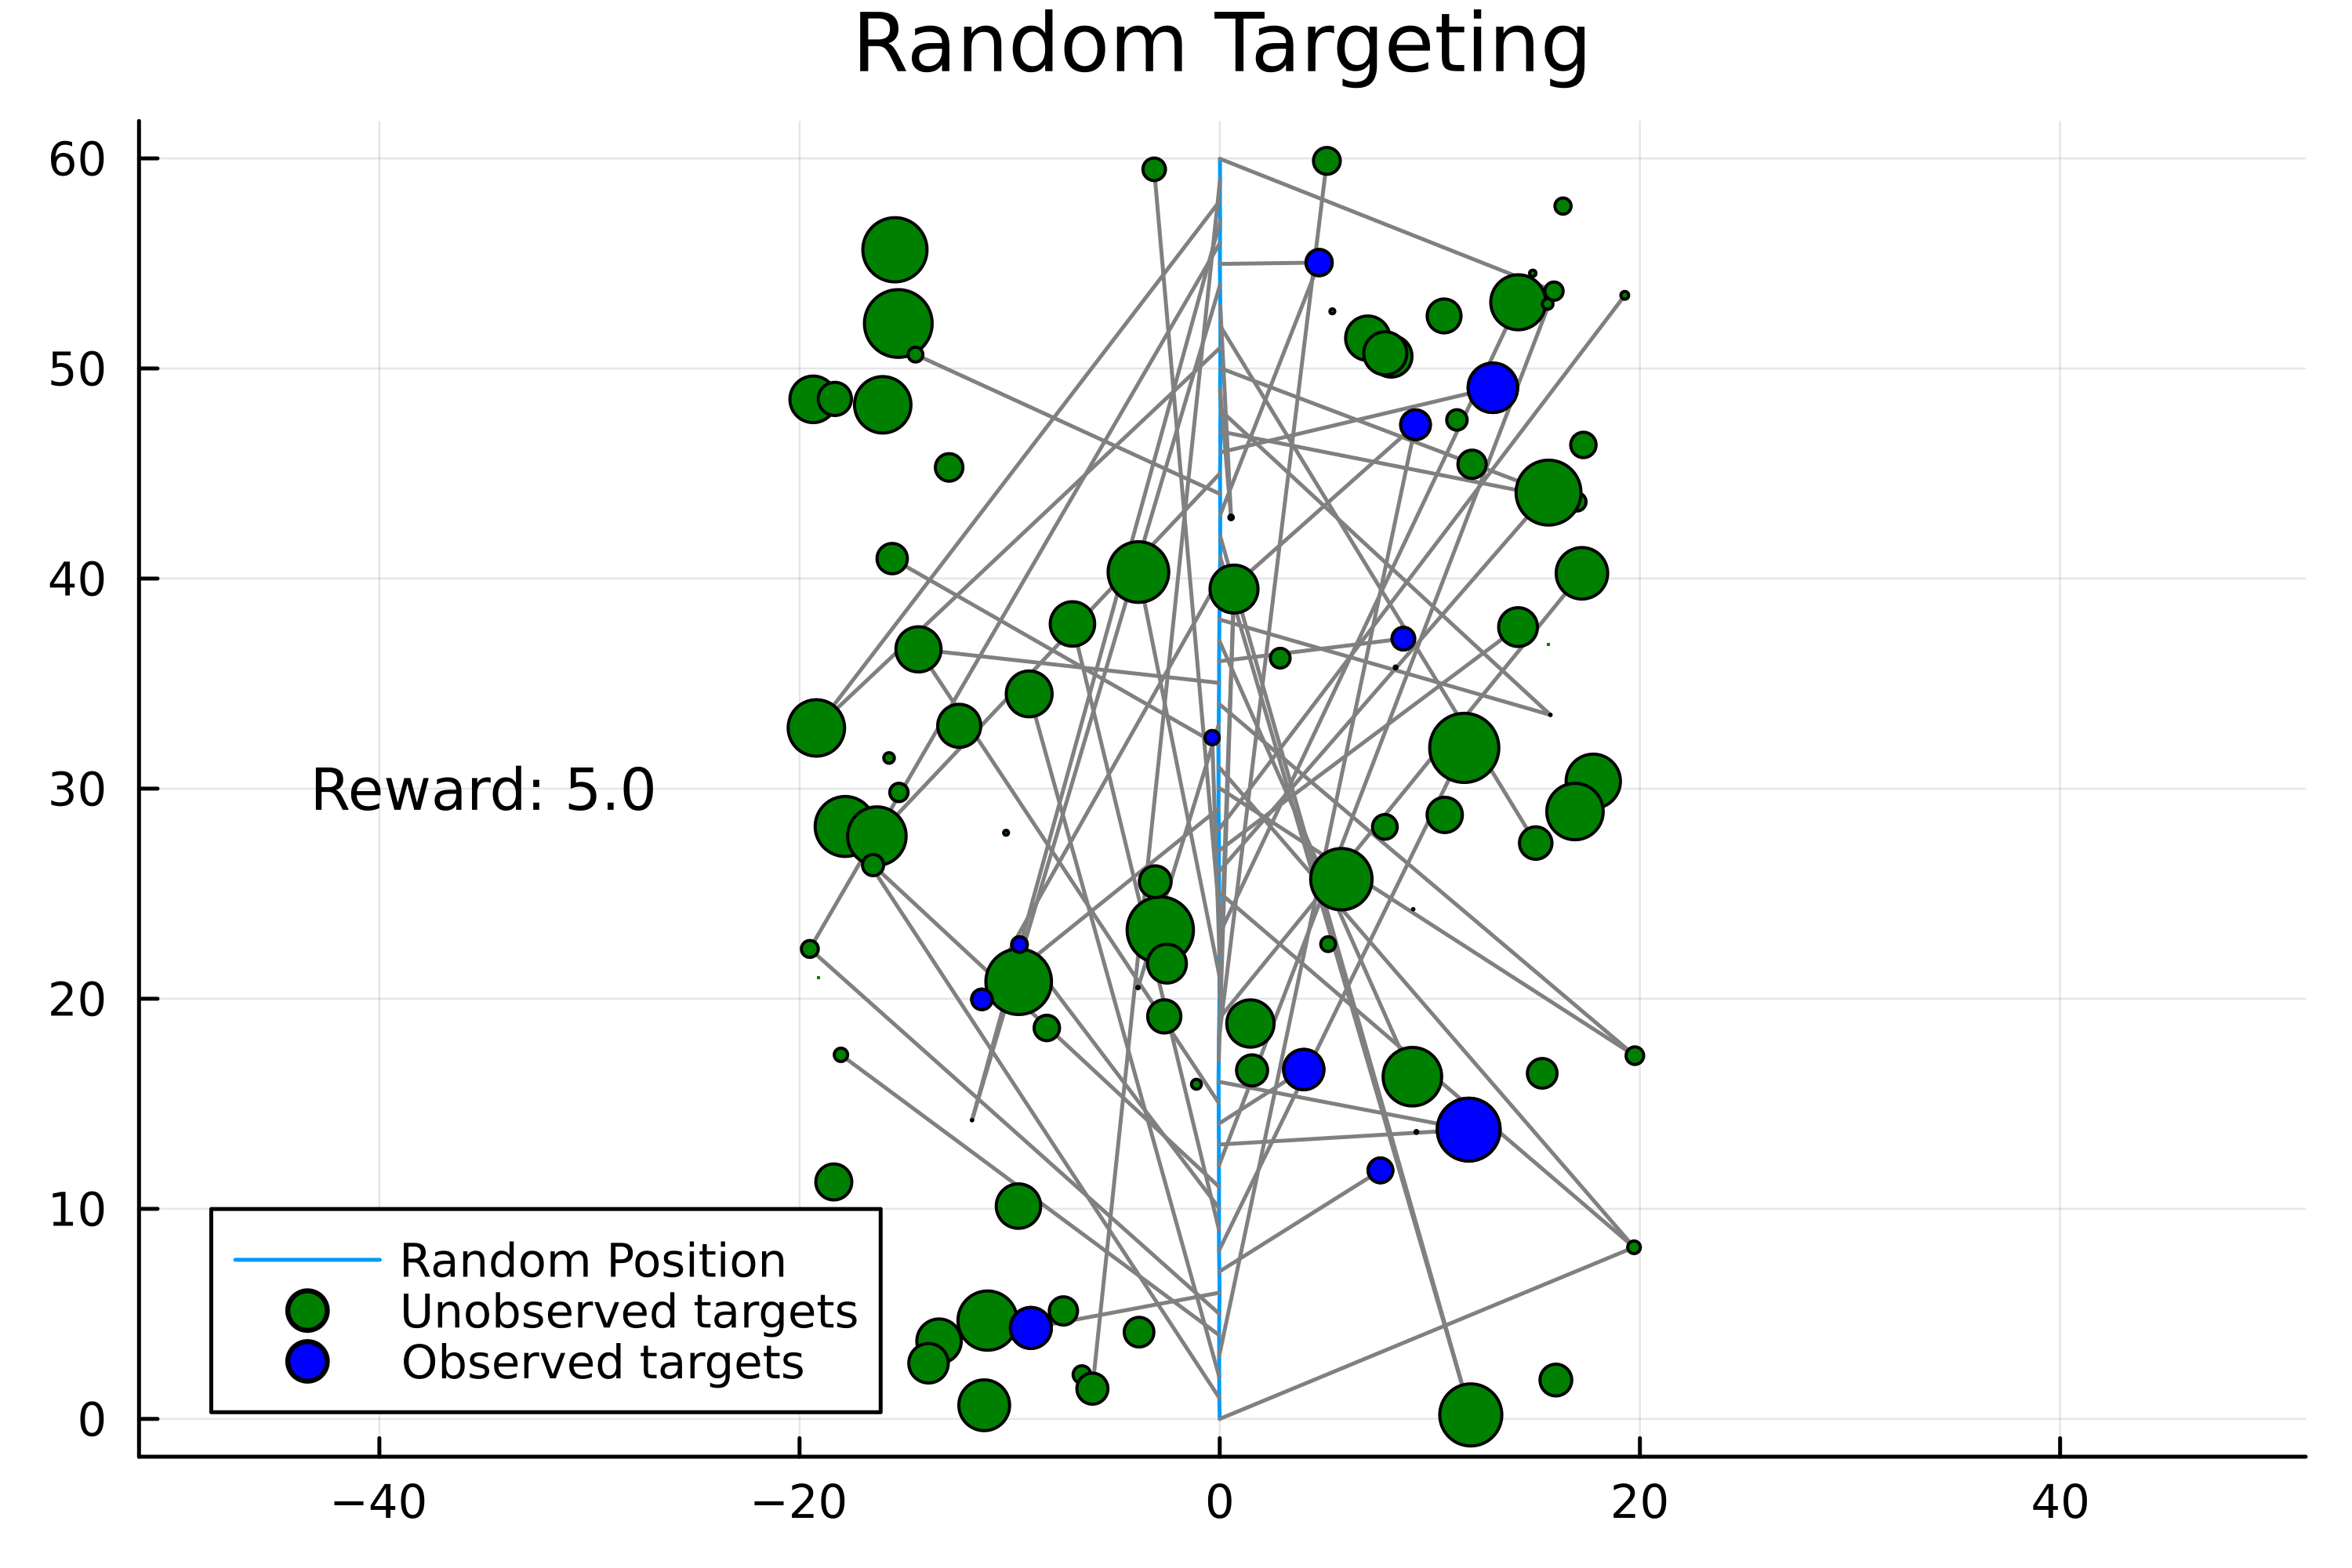 Random Targeting
60
50
40
30
20
10
0
Reward: 5.0
Random Position
Unobserved targets
Observed targets
−40
−20
0
20
40